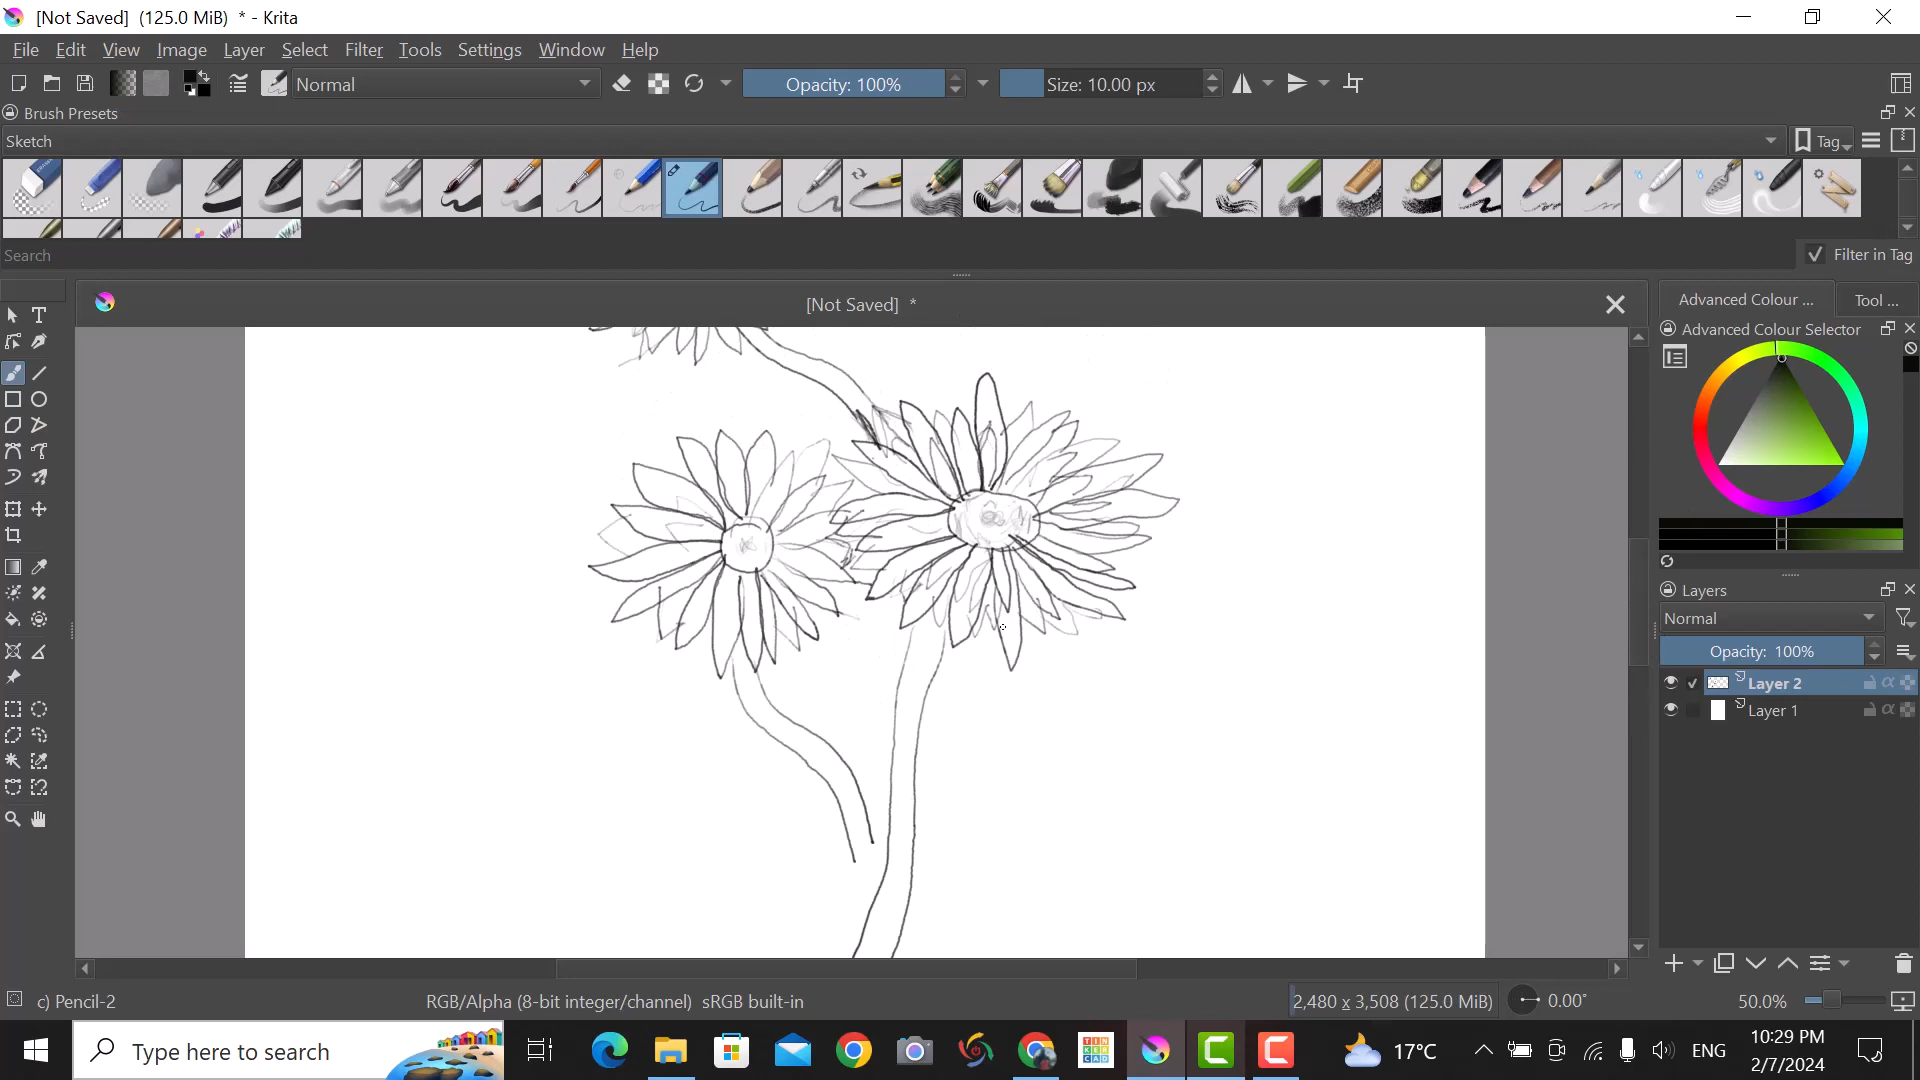 [Not Saved]  (125.0 MiB)  * - Krita
File Edit View Image Layer Select Filter Tools Settings Window Help
Normal Opacity: 100% Size: 10.00 px
Brush Presets
Sketch Tag
Search Filter in Tag
[Not Saved]  *
Advanced Colour ... Tool ...
Advanced Colour Selector
Layers
Normal
Opacity:  100%
Layer 2
Layer 1
c) Pencil-2 RGB/Alpha (8-bit integer/channel)  sRGB built-in 2,480 x 3,508 (125.0 MiB) 0.00° 50.0%
Type here to search TIN KER CAD 17°C ENG 10:29 PM
2/7/2024